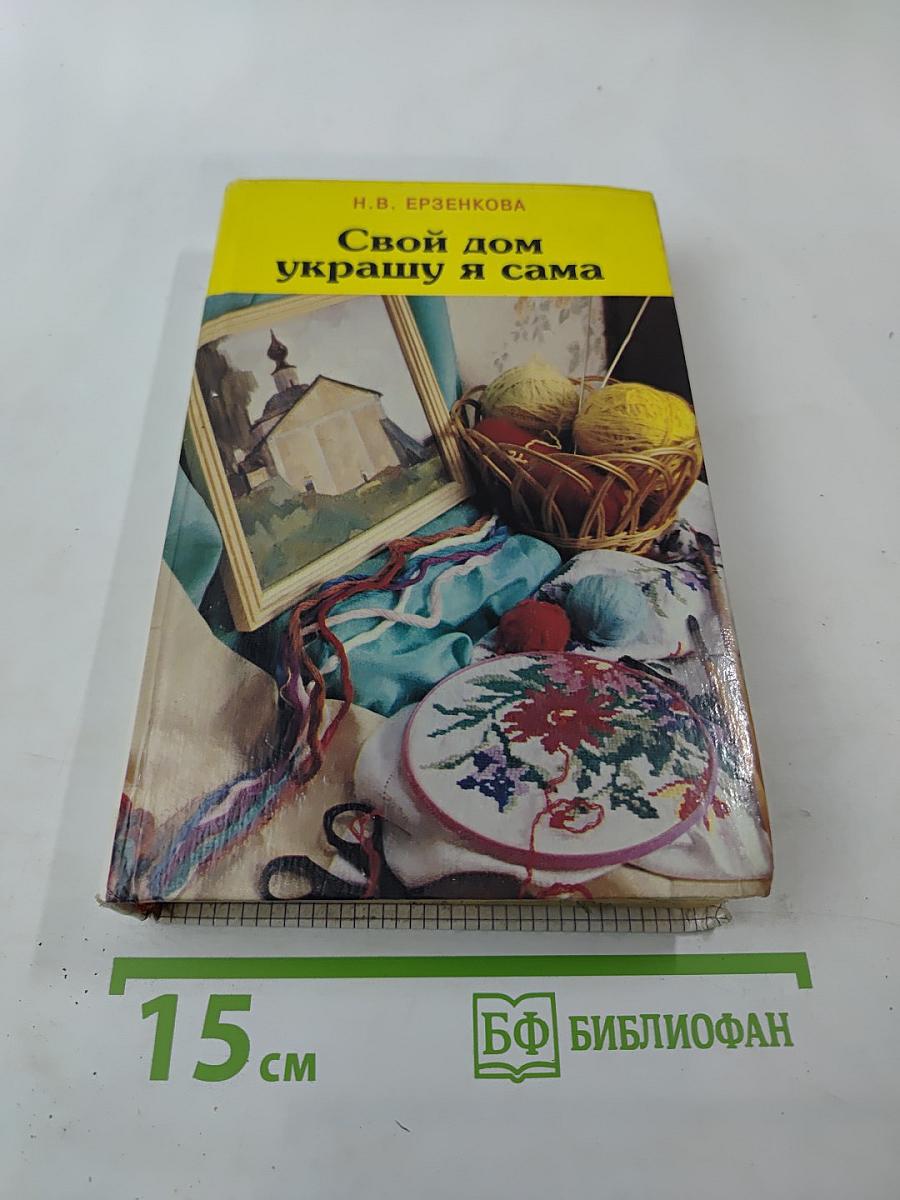 Н.В. ЕРЗЕНКОВА
Свой дом
украшу я сама
15 см
БФ БИБЛИОФАН